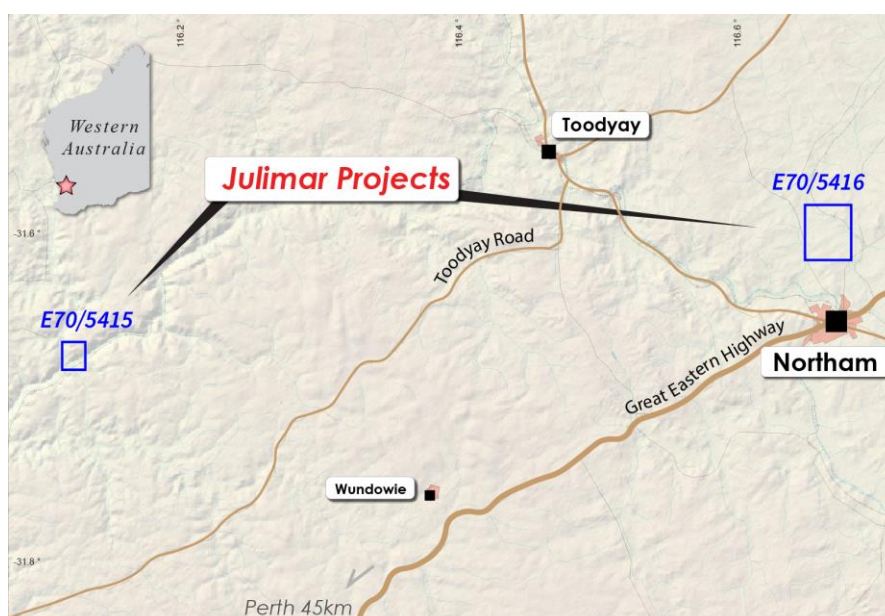 116.2°
116.4°
116.6°
Western
Australia
Toodyay
Julimar Projects
E70/5416
-31.6°
Toodyay Road
E70/5415
Great Eastern Highway
Northam
Wundowie
-31.8°
Perth 45km